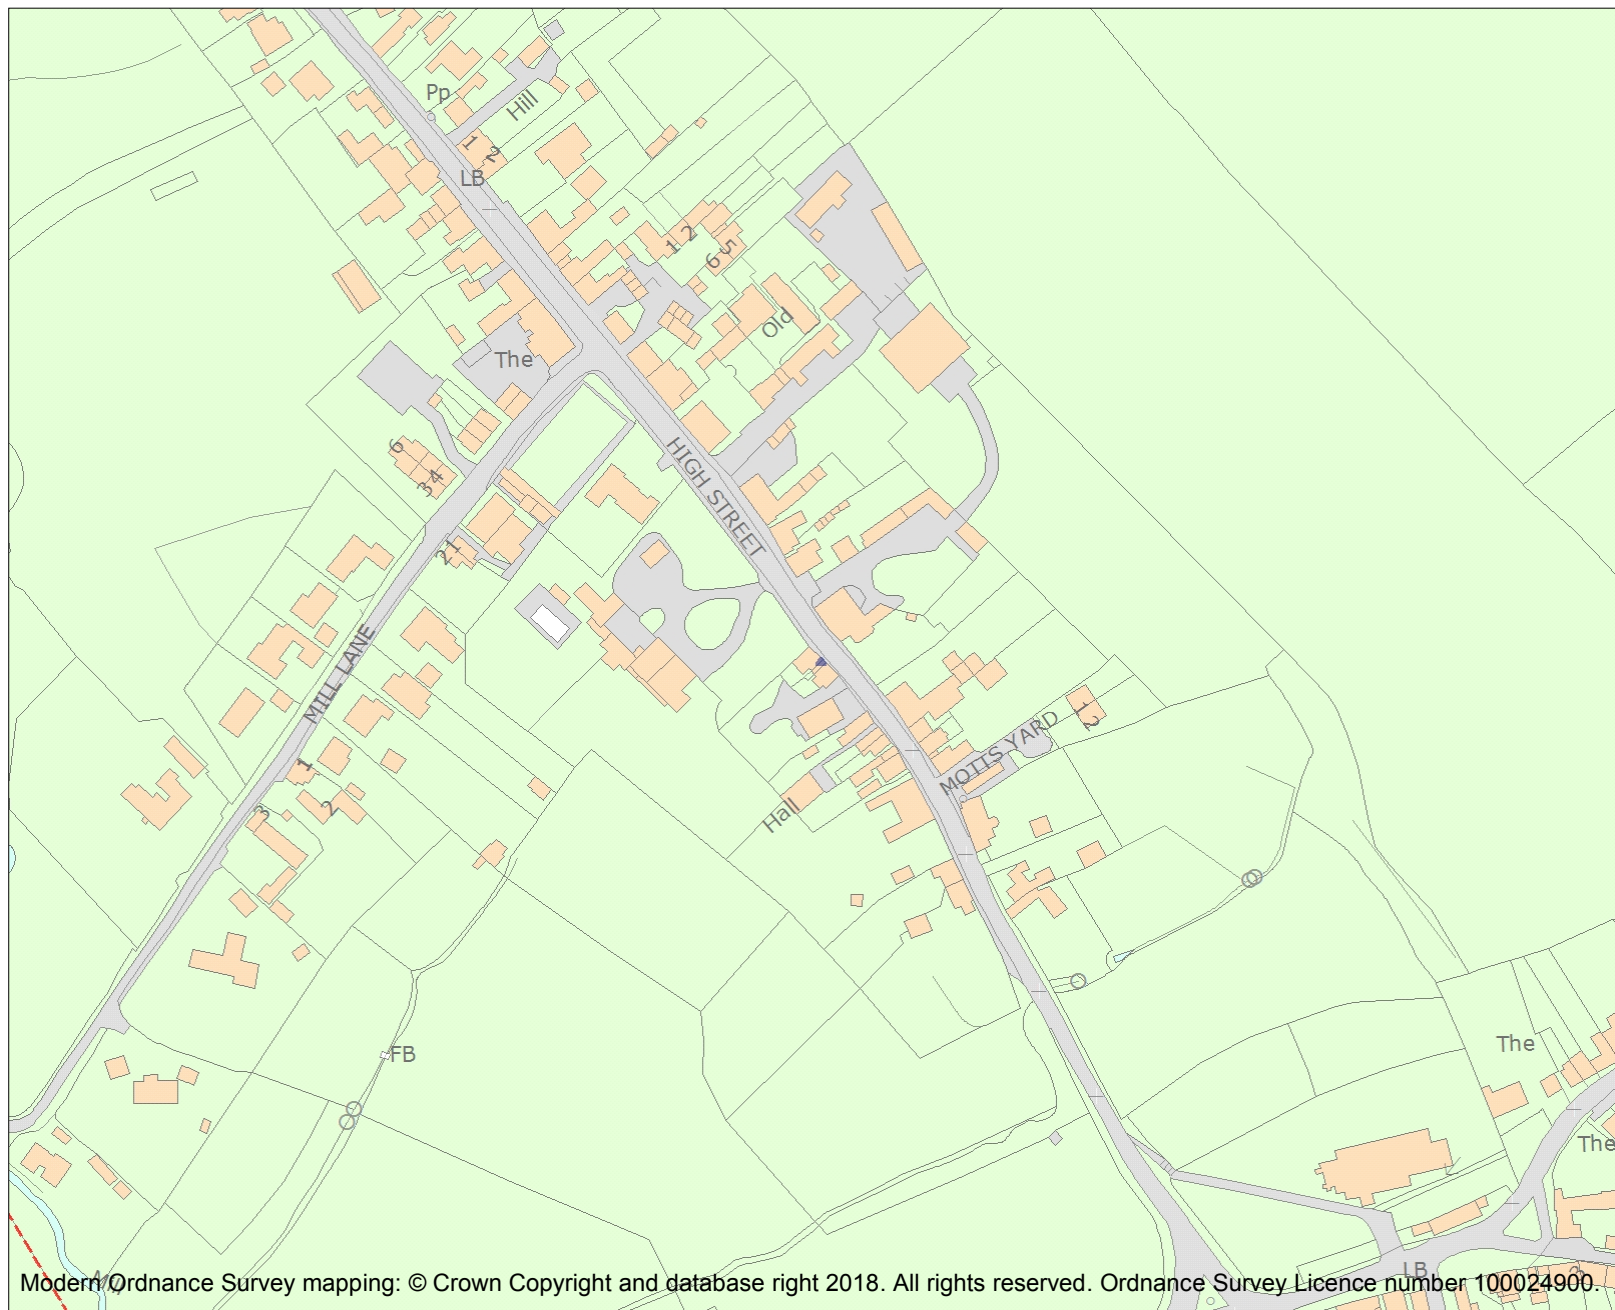 Pp
Hill
1 2
LB
1 2
6 5
Old
The
6
3 4
HIGH STREET
2 1
MILL LANE
1 2
MOTTS YARD
1
2
3
Hall
FB
The
The
LB
3
Mill
Modern Ordnance Survey mapping: © Crown Copyright and database right 2018. All rights reserved. Ordnance Survey Licence number 100024900.